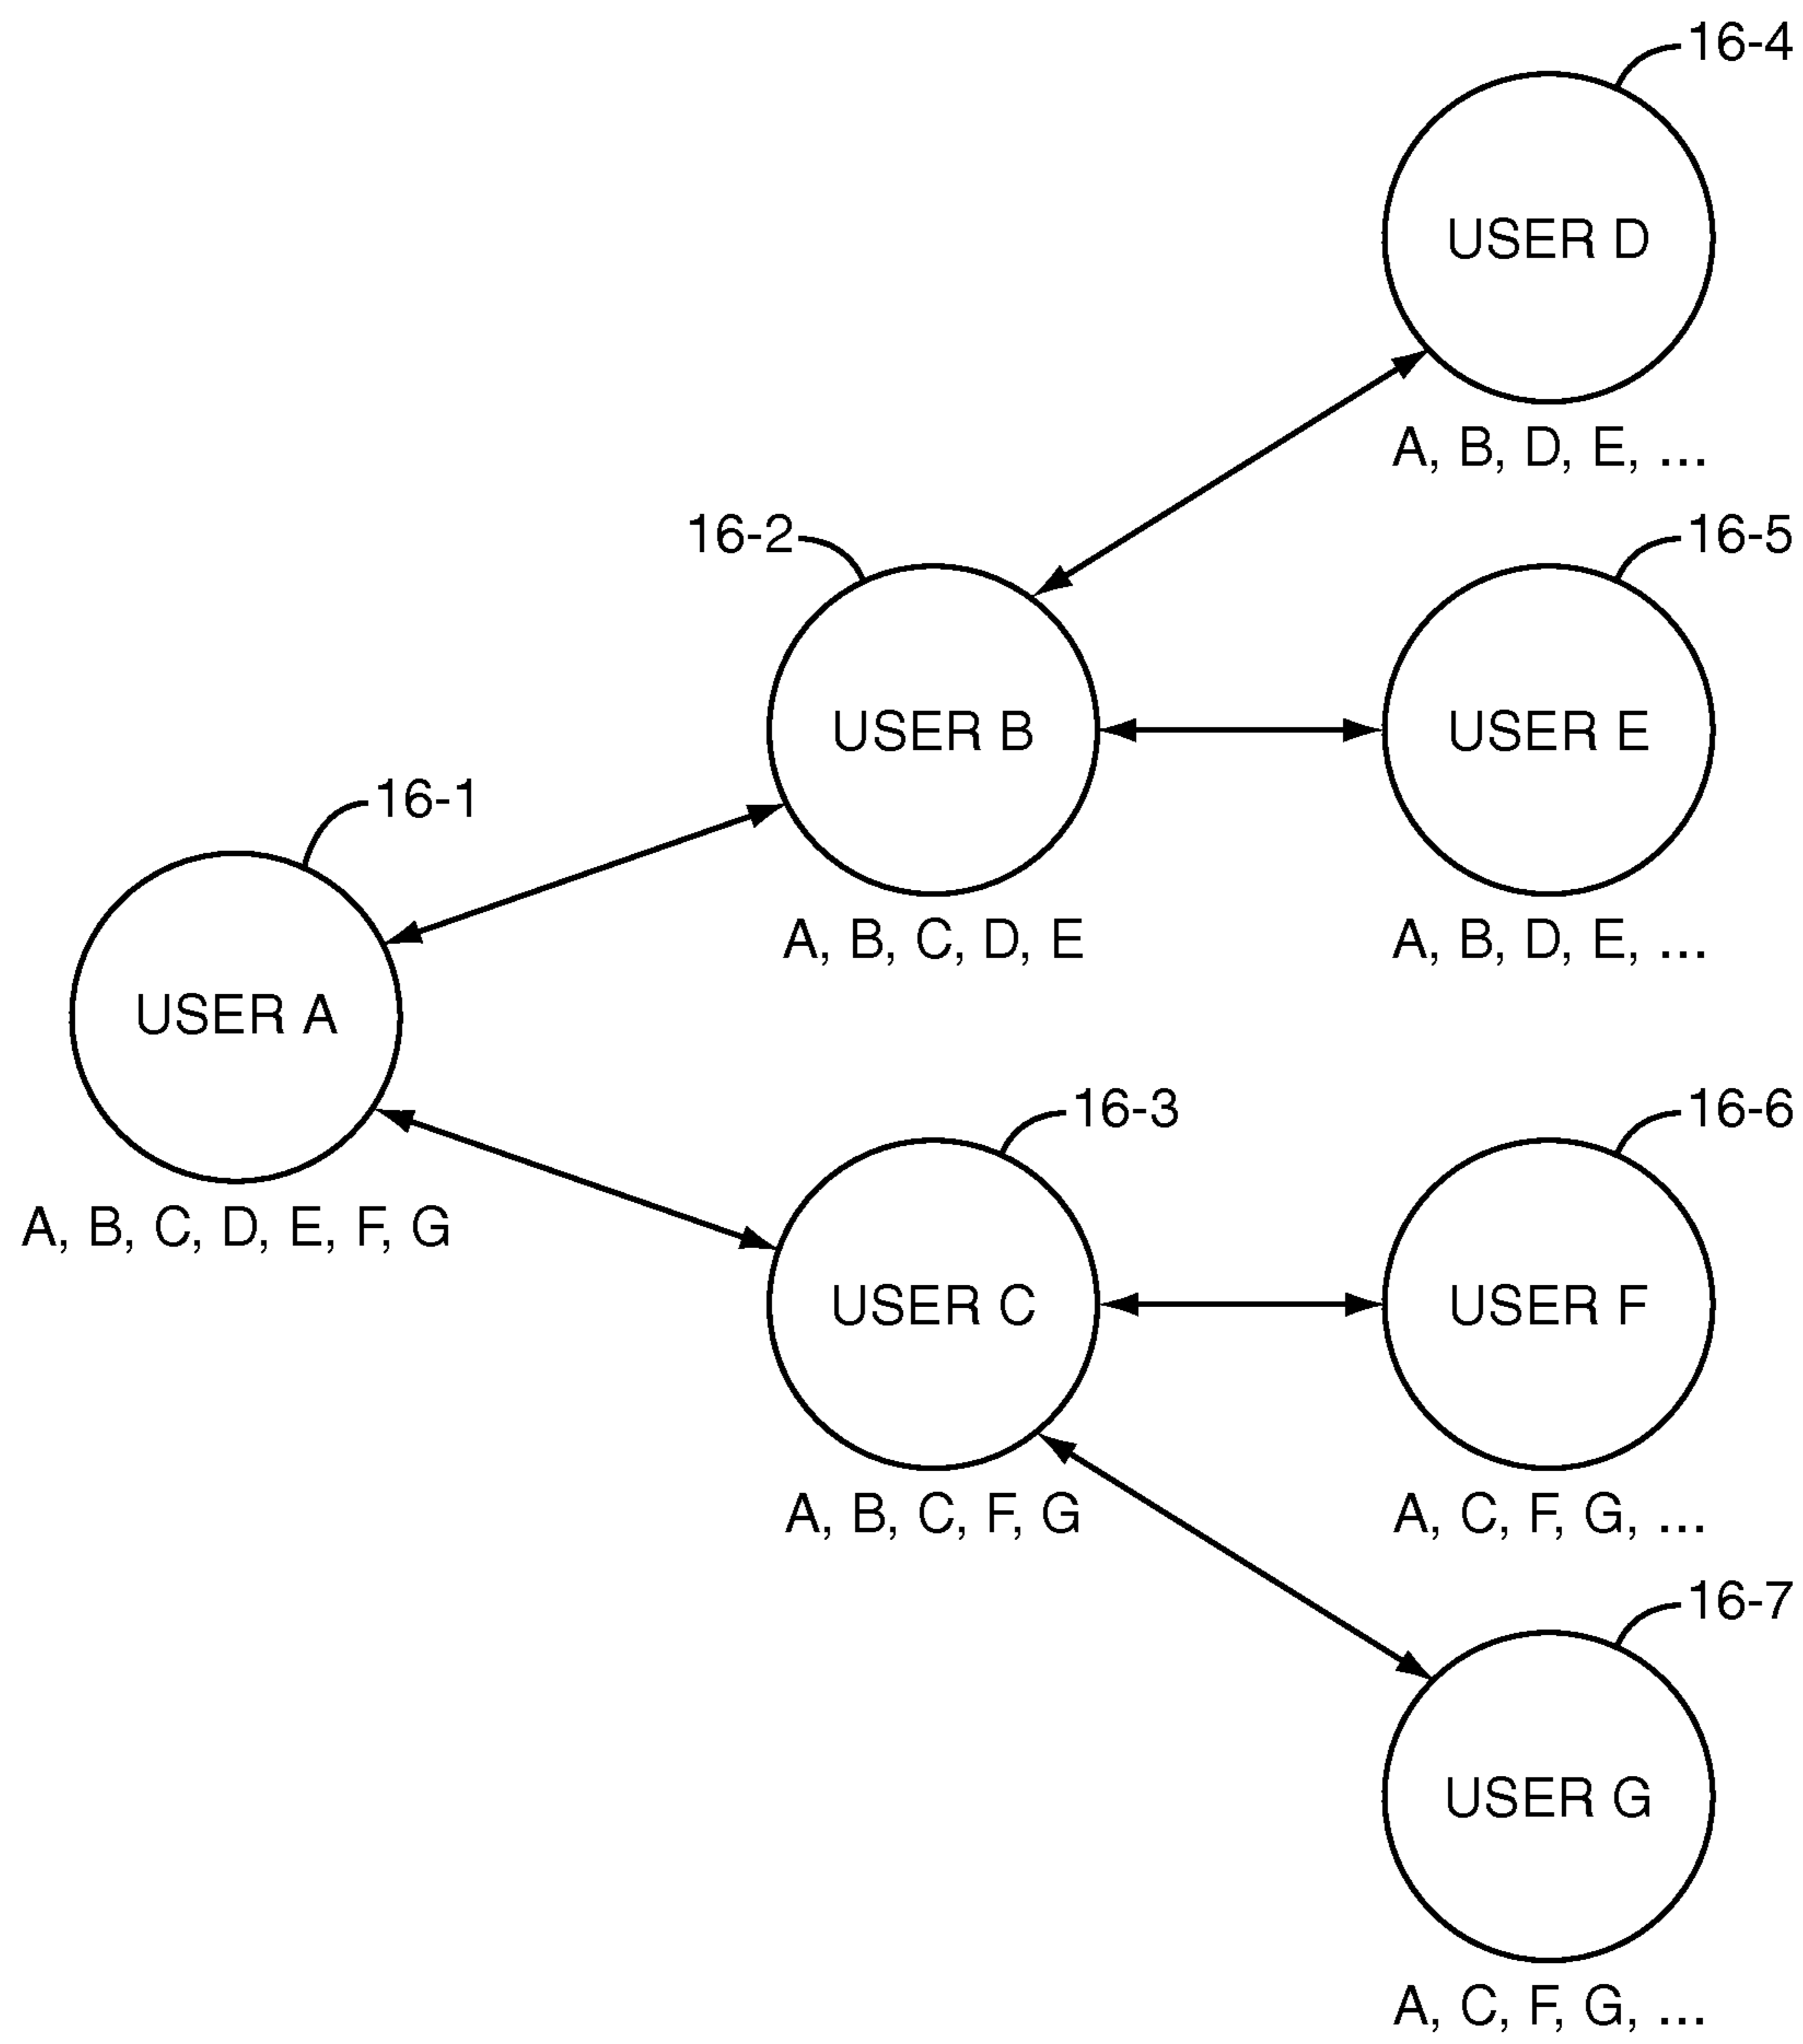 16-4
USER D
A, B, D, E, ...
16-2
16-5
USER B
USER E
16-1
A, B, C, D, E
A, B, D, E, ...
USER A
16-3
16-6
A, B, C, D, E, F, G
USER C
USER F
A, B, C, F, G
A, C, F, G, ...
16-7
USER G
A, C, F, G, ...